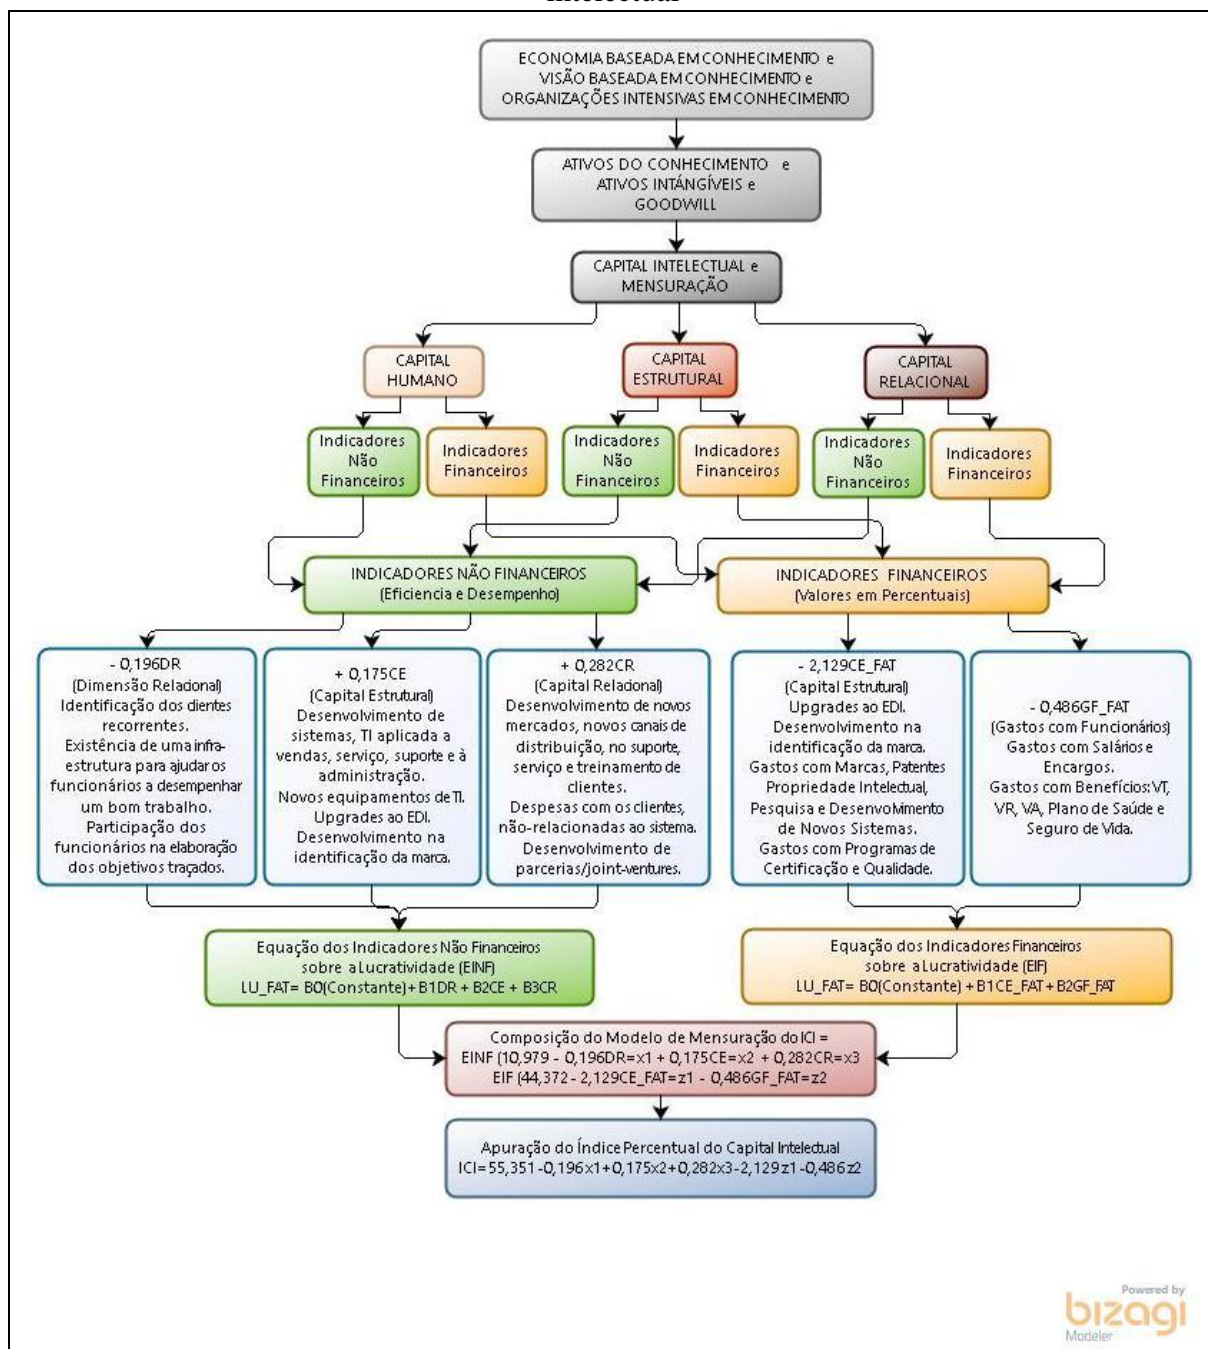 Intelectual
ECONOMIA BASEADA EM CONHECIMENTO e
VISÃO BASEADA EM CONHECIMENTO e
ORGANIZAÇÕES INTENSIVAS EM CONHECIMENTO
ATIVOS DO CONHECIMENTO e
ATIVOS INTÁNGÍVEIS e
GOODWILL
CAPITAL INTELECTUAL e
MENSURAÇÃO
CAPITAL
HUMANO
CAPITAL
ESTRUTURAL
CAPITAL
RELACIONAL
Indicadores
Não
Financeiros
Indicadores
Financeiros
Indicadores
Não
Financeiros
Indicadores
Financeiros
Indicadores
Não
Financeiros
Indicadores
Financeiros
INDICADORES NÃO FINANCEIROS
(Eficiencia e Desempenho)
INDICADORES FINANCEIROS
(Valores em Percentuais)
- 0,196DR
(Dimensão Relacional)
Identificação dos clientes
recorrentes.
Existência de uma infra-
estrutura para ajudar os
funcionários a desempenhar
um bom trabalho.
Participação dos
funcionários na elaboração
dos objetivos traçados.
+ 0,175CE
(Capital Estrutural)
Desenvolvimento de
sistemas, TI aplicada a
vendas, serviço, suporte e à
administração.
Novos equipamentos de TI.
Upgrades ao EDI.
Desenvolvimento na
identificação da marca.
+ 0,282CR
(Capital Relacional)
Desenvolvimento de novos
mercados, novos canais de
distribuição, no suporte,
serviço e treinamento de
clientes.
Despesas com os clientes,
não-relacionadas ao sistema.
Desenvolvimento de
parcerias/joint-ventures.
- 2,129CE_FAT
(Capital Estrutural)
Upgrades ao EDI.
Desenvolvimento na
identificação da marca.
Gastos com Marcas, Patentes
Propriedade Intelectual,
Pesquisa e Desenvolvimento
de Novos Sistemas.
Gastos com Programas de
Certificação e Qualidade.
- 0,486GF_FAT
(Gastos com Funcionários)
Gastos com Salários e
Encargos.
Gastos com Benefícios: VT,
VR, VA, Plano de Saúde e
Seguro de Vida.
Equação dos Indicadores Não Financeiros
sobre a Lucratividade (EINF)
LU_FAT= B0(Constante)+ B1DR + B2CE + B3CR
Equação dos Indicadores Financeiros
sobre a Lucratividade (EIF)
LU_FAT= B0(Constante) + B1CE_FAT+ B2GF_FAT
Composição do Modelo de Mensuração do ICI =
EINF (10,979 - 0,196DR=x1 + 0,175CE=x2 + 0,282CR=x3
EIF (44,372- 2,129CE_FAT=z1 - 0,486GF_FAT=z2
Apuração do Índice Percentual do Capital Intelectual
ICI=55,351-0,196x1+0,175x2+0,282x3-2,129z1-0,486z2
Powered by
bizagi
Modeler